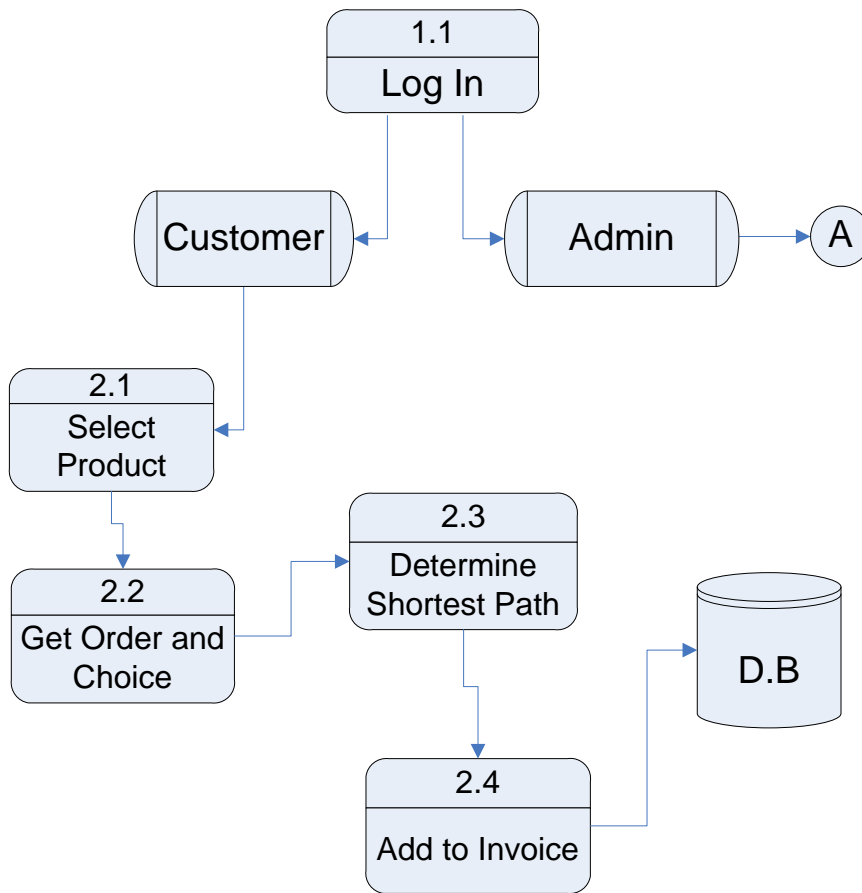 1.1
Log In
Customer
Admin
A
2.1
Select
Product
2.2
Get Order and
Choice
2.3
Determine
Shortest Path
2.4
Add to Invoice
D.B